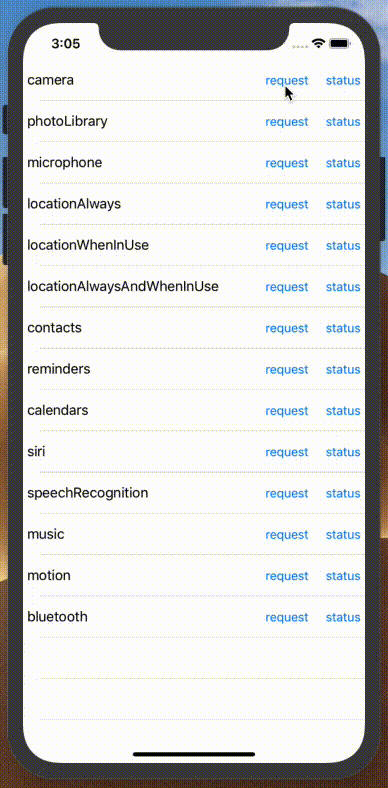 3:05
camera request status
photoLibrary request status
microphone request status
locationAlways request status
locationWhenInUse request status
locationAlwaysAndWhenInUse request status
contacts request status
reminders request status
calendars request status
siri request status
speechRecognition request status
music request status
motion request status
bluetooth request status